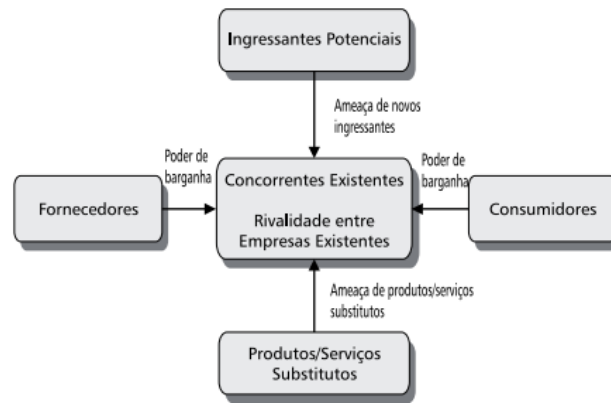 Ingressantes Potenciais
Ameaça de novos
ingressantes
Poder de
barganha
Poder de
barganha
Fornecedores
Concorrentes Existentes
Rivalidade entre
Empresas Existentes
Consumidores
Ameaça de produtos/serviços
substitutos
Produtos/Serviços
Substitutos